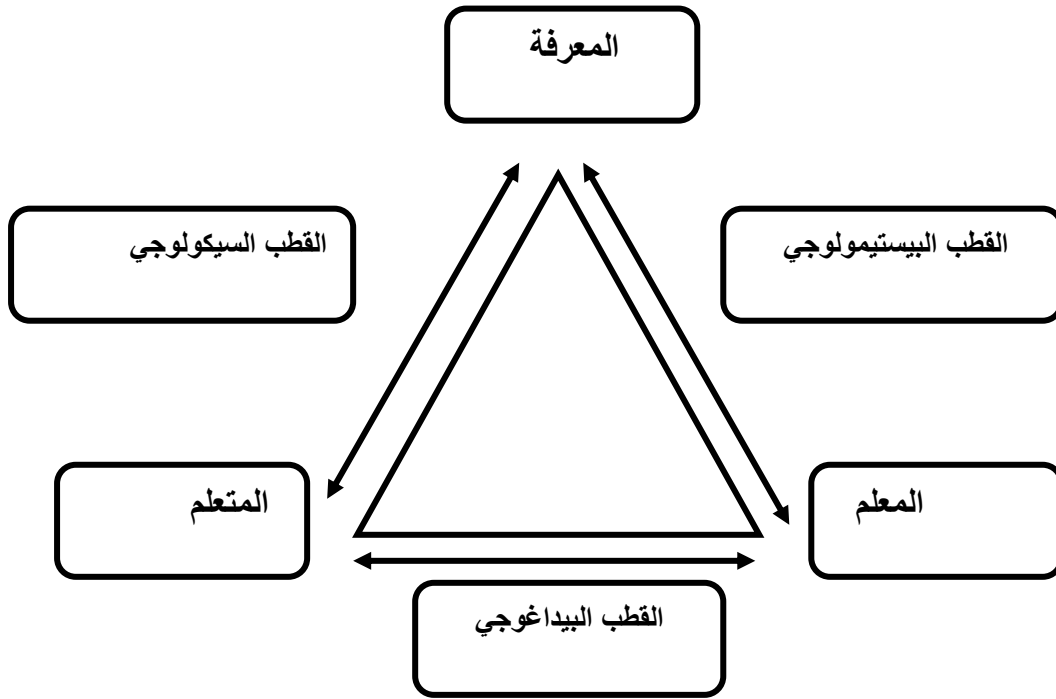 المعرفة
القطب البيستيمولوجي
القطب السيكولوجي
المعلم
المتعلم
القطب البيداغوجي